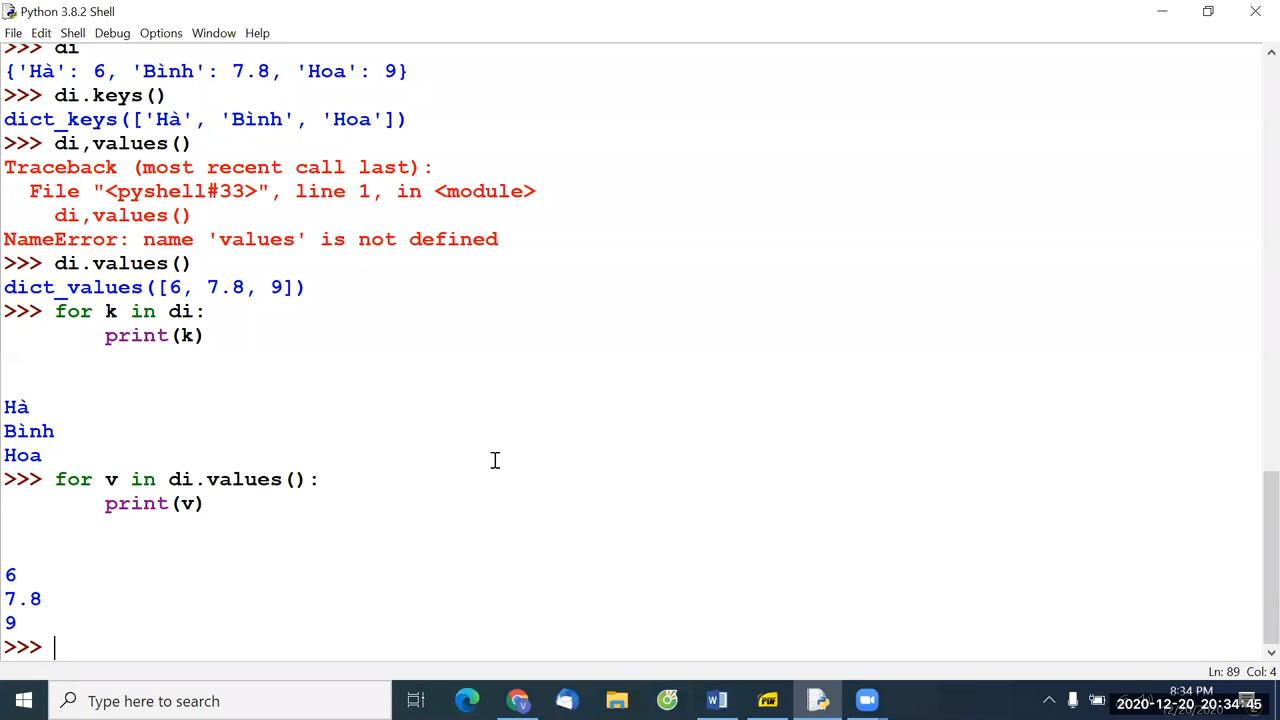 Python 3.8.2 Shell
File Edit Shell Debug Options Window Help
>>> di
{'Hà': 6, 'Bình': 7.8, 'Hoa': 9}
>>> di.keys()
dict_keys(['Hà', 'Bình', 'Hoa'])
>>> di,values()
Traceback (most recent call last):
  File "<pyshell#33>", line 1, in <module>
    di,values()
NameError: name 'values' is not defined
>>> di.values()
dict_values([6, 7.8, 9])
>>> for k in di:
        print(k)
Hà
Bình
Hoa
>>> for v in di.values():
        print(v)
6
7.8
9
>>>
Ln: 89 Col: 4
Type here to search
PDF
8:34 PM
2020-12-20 20:34:45
12/20/2020